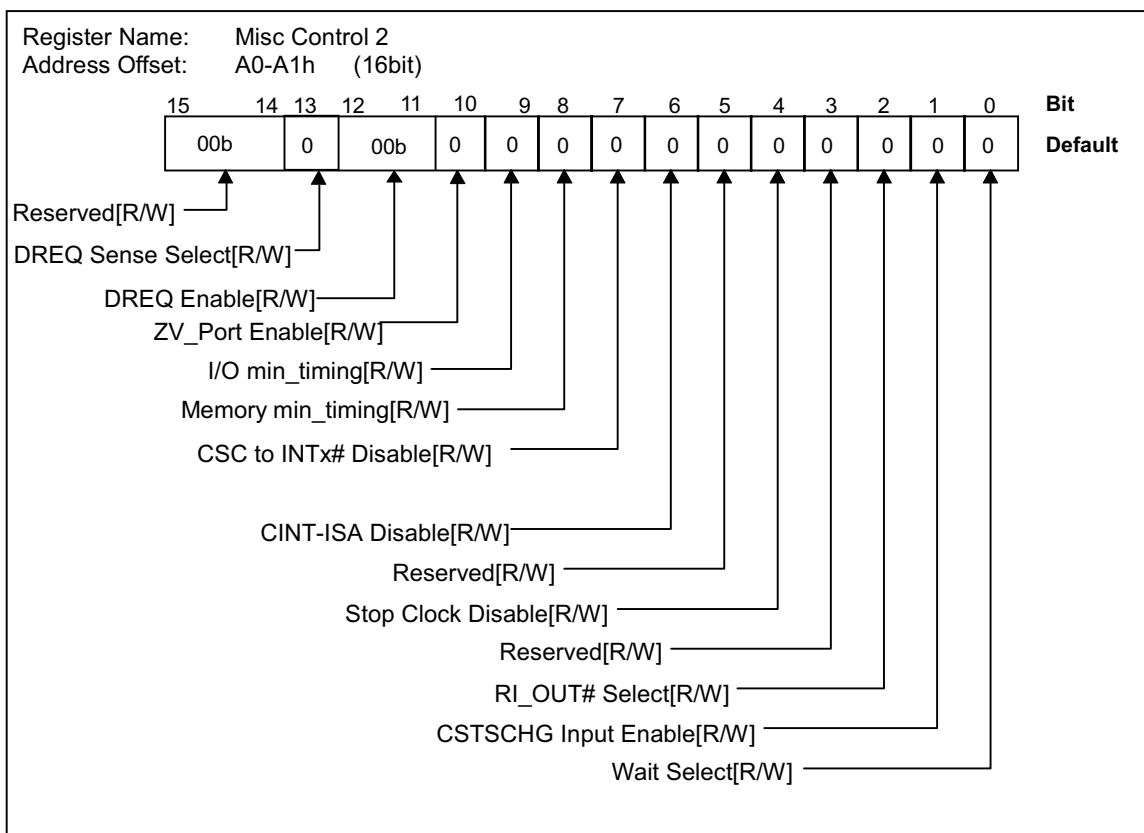 Register Name: Misc Control 2
Address Offset: A0-A1h (16bit)
15 14 13 12 11 10 9 8 7 6 5 4 3 2 1 0 Bit
00b 0 00b 0 0 0 0 0 0 0 0 0 0 0 Default
Reserved[R/W]
DREQ Sense Select[R/W]
DREQ Enable[R/W]
ZV_Port Enable[R/W]
I/O min_timing[R/W]
Memory min_timing[R/W]
CSC to INTx# Disable[R/W]
CINT-ISA Disable[R/W]
Reserved[R/W]
Stop Clock Disable[R/W]
Reserved[R/W]
RI_OUT# Select[R/W]
CSTSCHG Input Enable[R/W]
Wait Select[R/W]